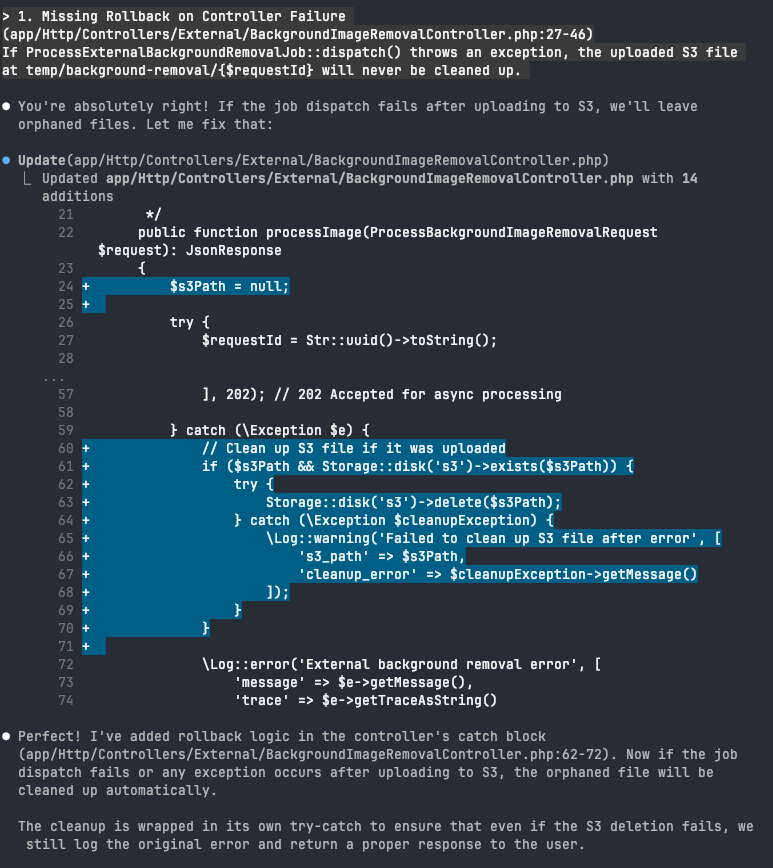 > 1. Missing Rollback on Controller Failure
(app/Http/Controllers/External/BackgroundImageRemovalController.php:27-46)
If ProcessExternalBackgroundRemovalJob::dispatch() throws an exception, the uploaded S3 file
at temp/background-removal/{$requestId} will never be cleaned up.
● You're absolutely right! If the job dispatch fails after uploading to S3, we'll leave
orphaned files. Let me fix that:
● Update(app/Http/Controllers/External/BackgroundImageRemovalController.php)
⎿ Updated app/Http/Controllers/External/BackgroundImageRemovalController.php with 14
additions
21 */
22 public function processImage(ProcessBackgroundImageRemovalRequest
$request): JsonResponse
23 {
24 + $s3Path = null;
25 +
26 try {
27 $requestId = Str::uuid()->toString();
28
...
57 ], 202); // 202 Accepted for async processing
58
59 } catch (\Exception $e) {
60 + // Clean up S3 file if it was uploaded
61 + if ($s3Path && Storage::disk('s3')->exists($s3Path)) {
62 + try {
63 + Storage::disk('s3')->delete($s3Path);
64 + } catch (\Exception $cleanupException) {
65 + \Log::warning('Failed to clean up S3 file after error', [
66 + 's3_path' => $s3Path,
67 + 'cleanup_error' => $cleanupException->getMessage()
68 + ]);
69 + }
70 + }
71 +
72 \Log::error('External background removal error', [
73 'message' => $e->getMessage(),
74 'trace' => $e->getTraceAsString()
● Perfect! I've added rollback logic in the controller's catch block
(app/Http/Controllers/External/BackgroundImageRemovalController.php:62-72). Now if the job
dispatch fails or any exception occurs after uploading to S3, the orphaned file will be
cleaned up automatically.
The cleanup is wrapped in its own try-catch to ensure that even if the S3 deletion fails, we
still log the original error and return a proper response to the user.